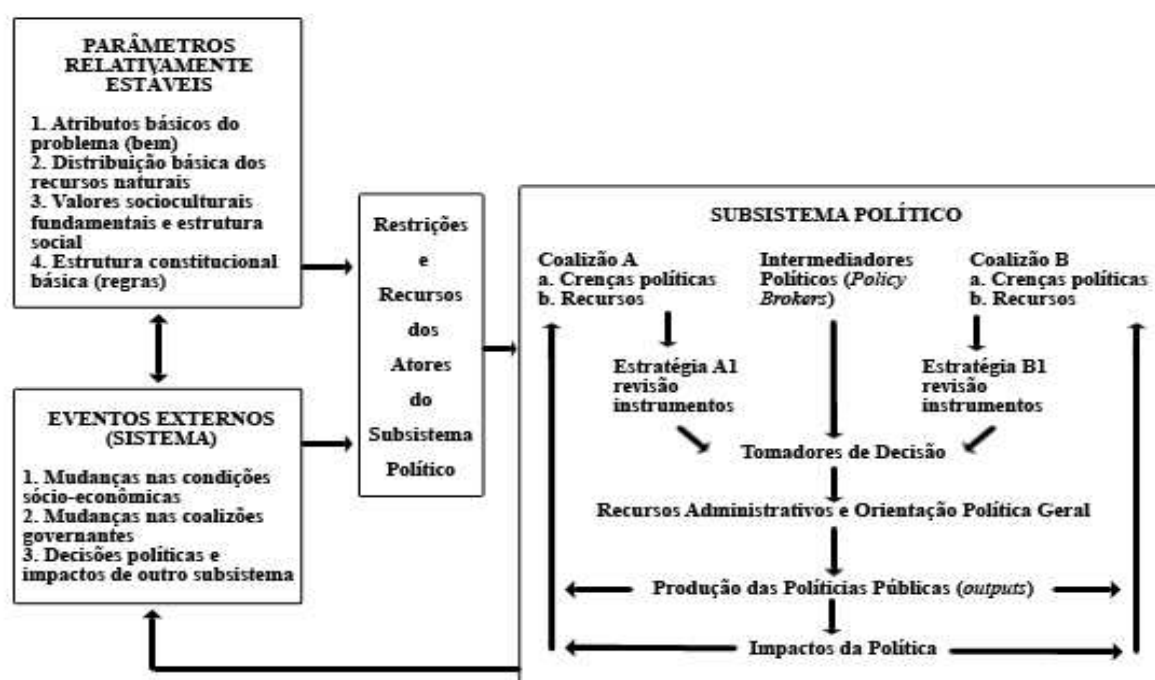 PARÂMETROS
RELATIVAMENTE
ESTÁVEIS
1. Atributos básicos do
problema (bem)
2. Distribuição básica dos
recursos naturais
3. Valores socioculturais
fundamentais e estrutura
social
4. Estrutura constitucional
básica (regras)
EVENTOS EXTERNOS
(SISTEMA)
1. Mudanças nas condições
sócio-econômicas
2. Mudanças nas coalizões
governantes
3. Decisões políticas e
impactos de outro subsistema
Restrições
e
Recursos
dos
Atores
do
Subsistema
Político
SUBSISTEMA POLÍTICO
Coalizão A
a. Crenças políticas
b. Recursos
Intermediadores
Políticos (Policy
Brokers)
Coalizão B
a. Crenças políticas
b. Recursos
Estratégia A1
revisão
instrumentos
Estratégia B1
revisão
instrumentos
Tomadores de Decisão
Recursos Administrativos e Orientação Política Geral
Produção das Políticias Públicas (outputs)
Impactos da Política